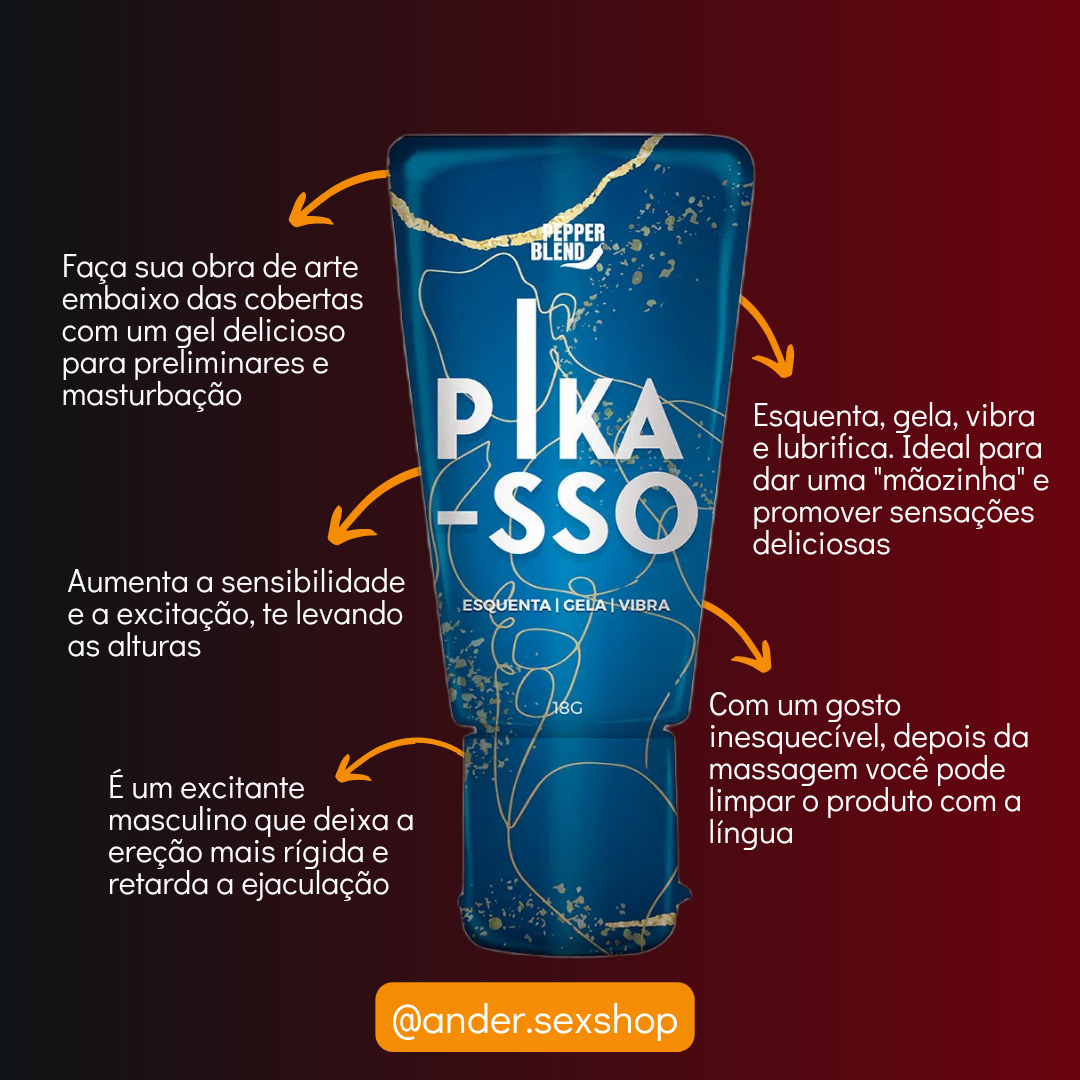 PEPPER
BLEND
PIKA
-SSO
ESQUENTA | GELA | VIBRA
18G
Faça sua obra de arte
embaixo das cobertas
com um gel delicioso
para preliminares e
masturbação
Esquenta, gela, vibra
e lubrifica. Ideal para
dar uma "mãozinha" e
promover sensações
deliciosas
Aumenta a sensibilidade
e a excitação, te levando
as alturas
Com um gosto
inesquecível, depois da
massagem você pode
limpar o produto com a
língua
É um excitante
masculino que deixa a
ereção mais rígida e
retarda a ejaculação
@ander.sexshop